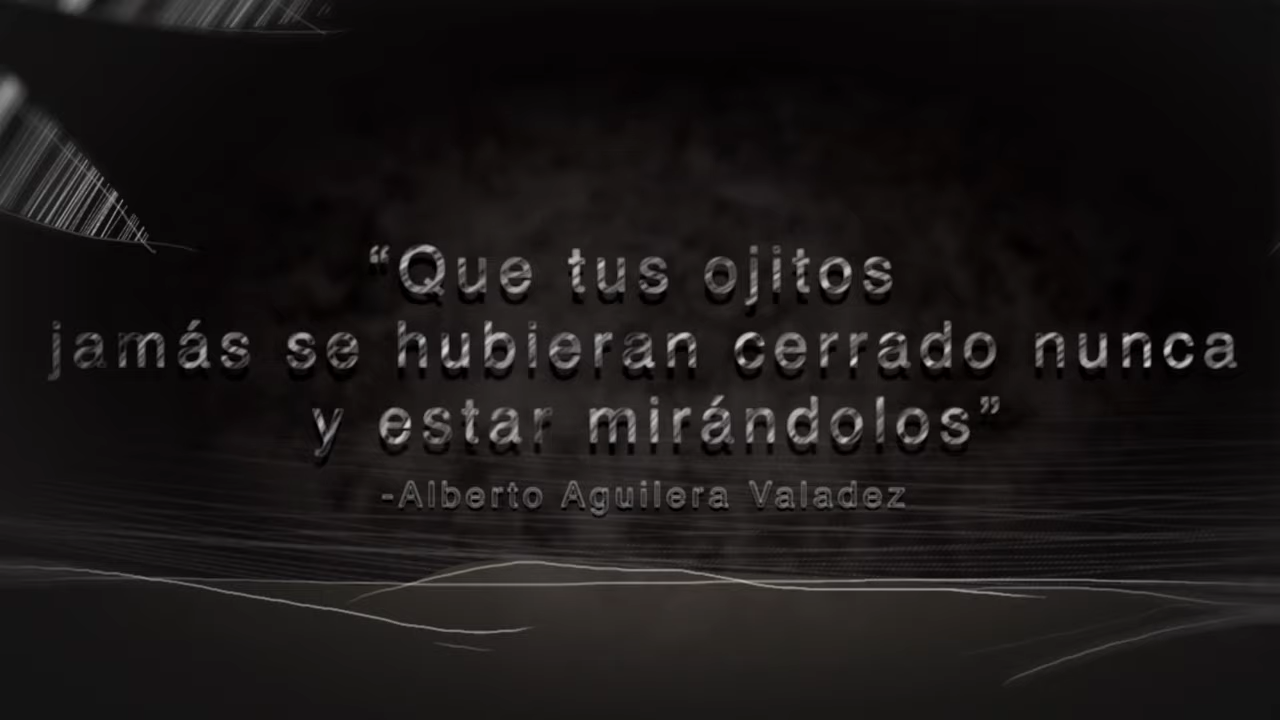 “Que tus ojitos
jamás se hubieran cerrado nunca
y estar mirándolos”
-Alberto Aguilera Valadez